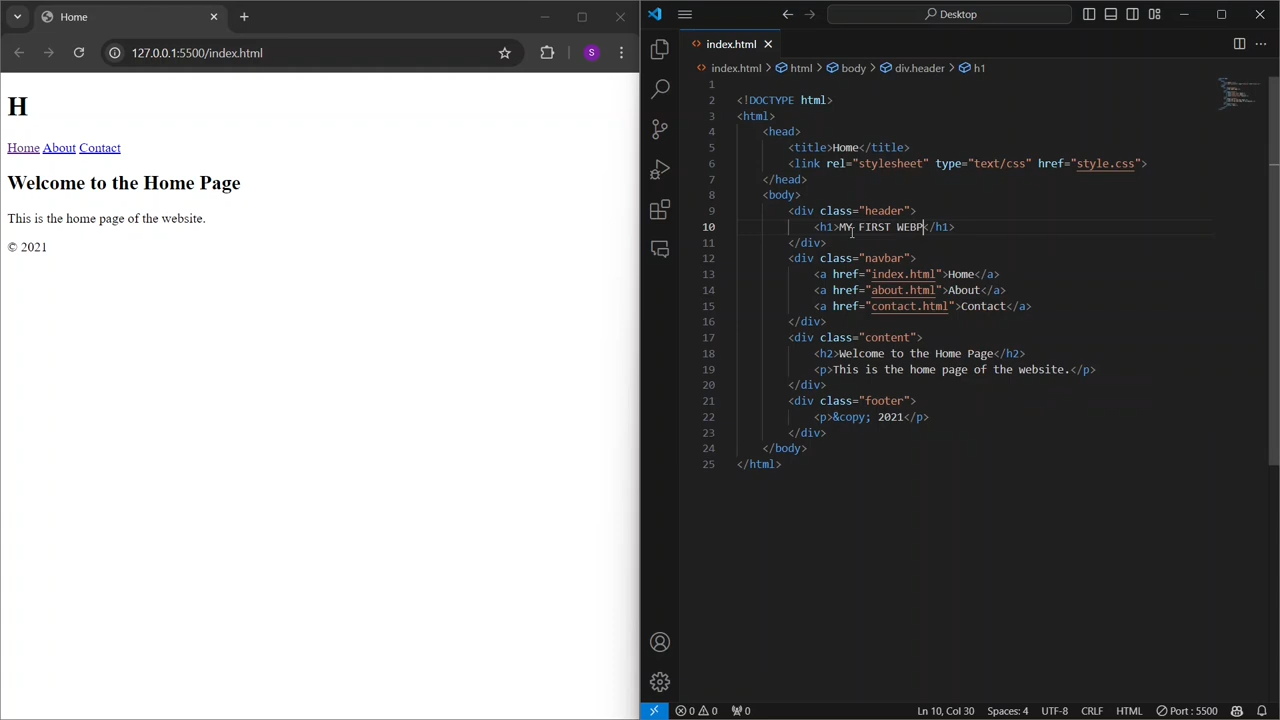 Home
127.0.0.1:5500/index.html
S
H
Home About Contact
Welcome to the Home Page
This is the home page of the website.
© 2021
Desktop
index.html
index.html > html > body > div.header > h1
1
2 <!DOCTYPE html>
3 <html>
4 <head>
5 <title>Home</title>
6 <link rel="stylesheet" type="text/css" href="style.css">
7 </head>
8 <body>
9 <div class="header">
10 <h1>MY FIRST WEBP</h1>
11 </div>
12 <div class="navbar">
13 <a href="index.html">Home</a>
14 <a href="about.html">About</a>
15 <a href="contact.html">Contact</a>
16 </div>
17 <div class="content">
18 <h2>Welcome to the Home Page</h2>
19 <p>This is the home page of the website.</p>
20 </div>
21 <div class="footer">
22 <p>&copy; 2021</p>
23 </div>
24 </body>
25 </html>
0 0 0 Ln 10, Col 30 Spaces: 4 UTF-8 CRLF HTML Port : 5500